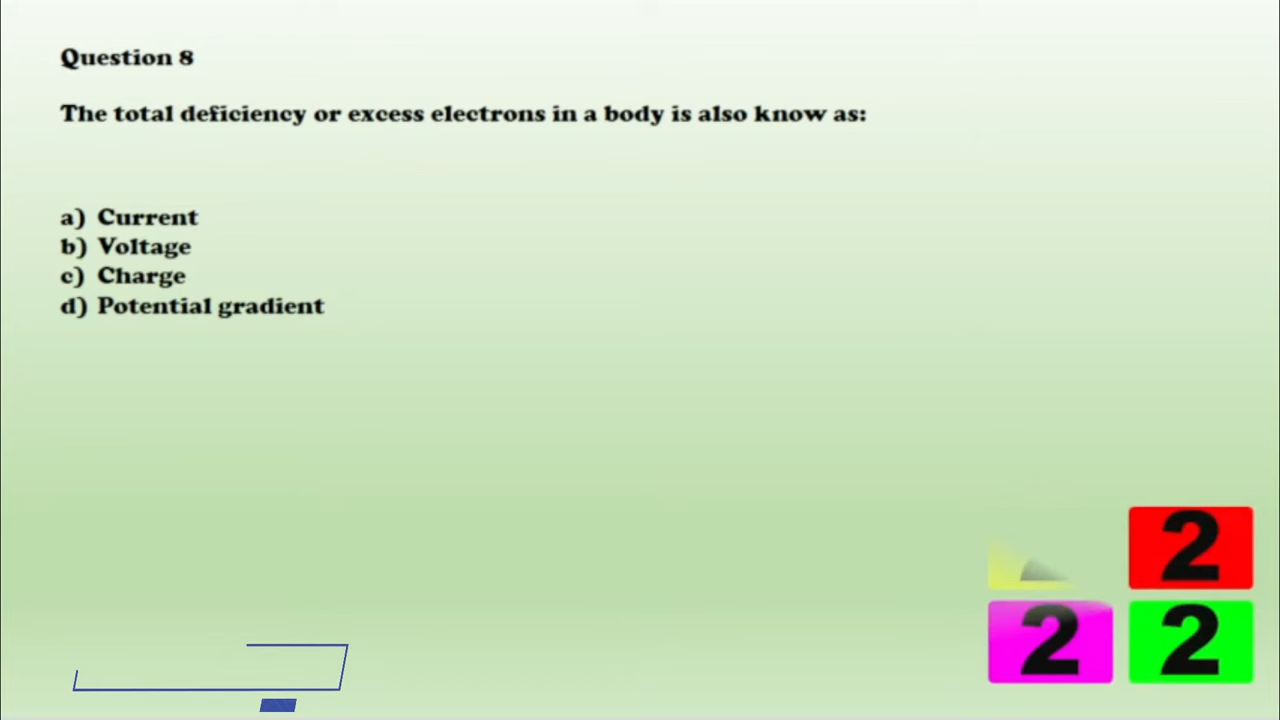 Question 8
The total deficiency or excess electrons in a body is also know as:
a) Current
b) Voltage
c) Charge
d) Potential gradient
2
2 2